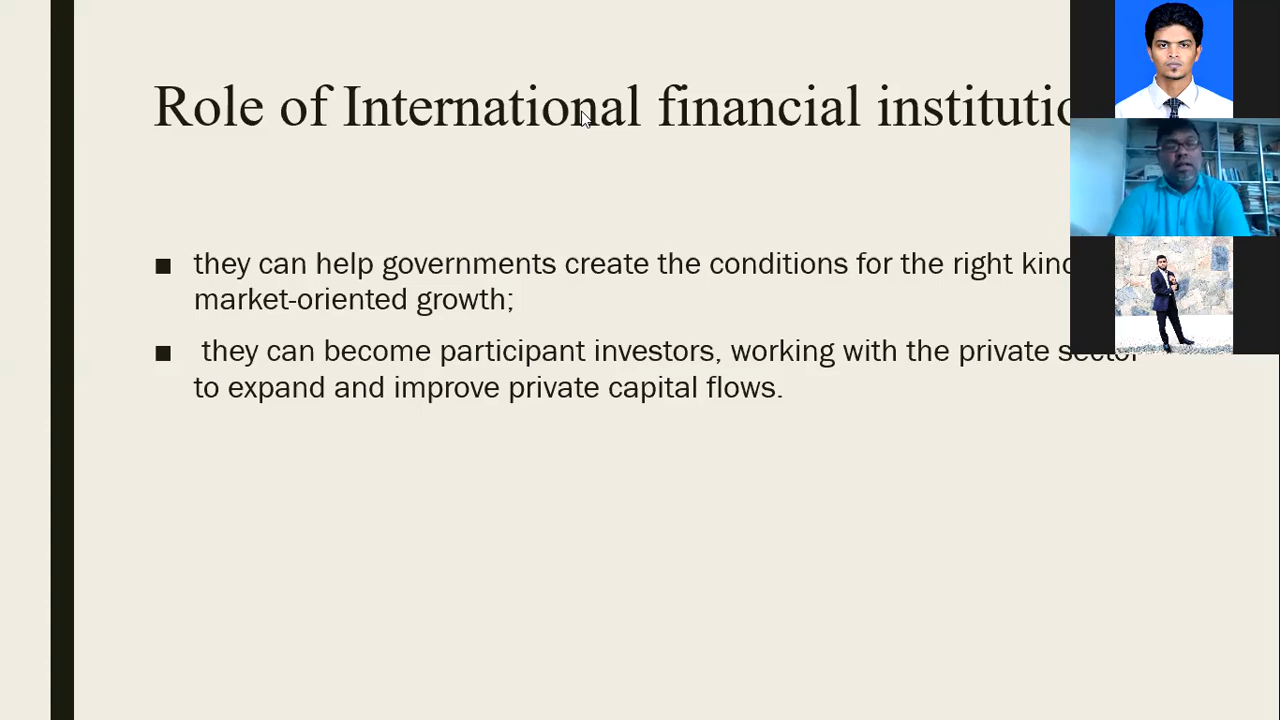 Role of International financial institutio
■ they can help governments create the conditions for the right kind
market-oriented growth;
■ they can become participant investors, working with the private sector
to expand and improve private capital flows.